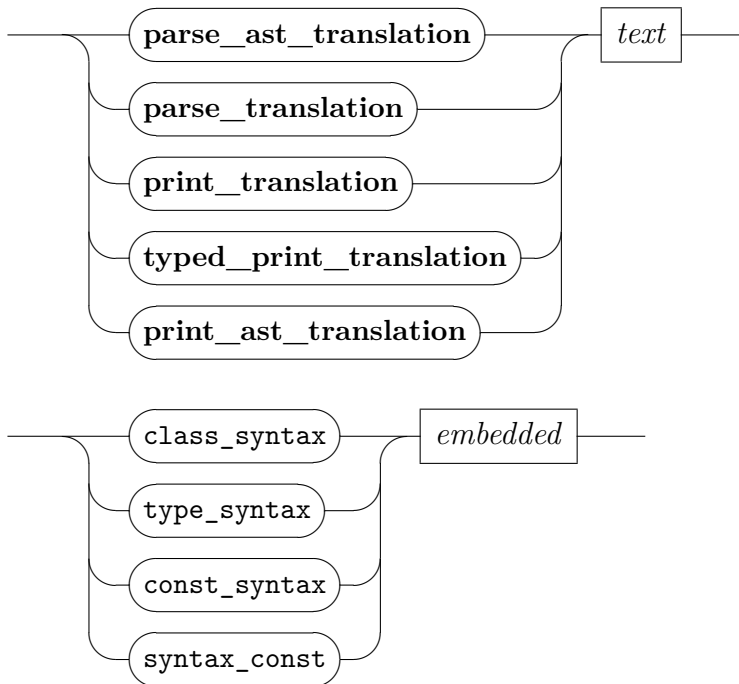 parse_ast_translation text
parse_translation
print_translation
typed_print_translation
print_ast_translation
class_syntax embedded
type_syntax
const_syntax
syntax_const